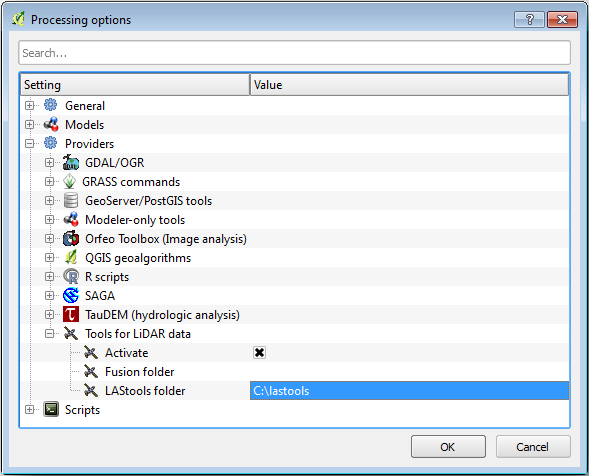 Processing options
Search...
Setting Value
General
Models
Providers
GDAL/OGR
GRASS commands
GeoServer/PostGIS tools
Modeler-only tools
Orfeo Toolbox (Image analysis)
QGIS geoalgorithms
R scripts
SAGA
TauDEM (hydrologic analysis)
Tools for LiDAR data
Activate
Fusion folder
LAStools folder C:\lastools
Scripts
OK Cancel